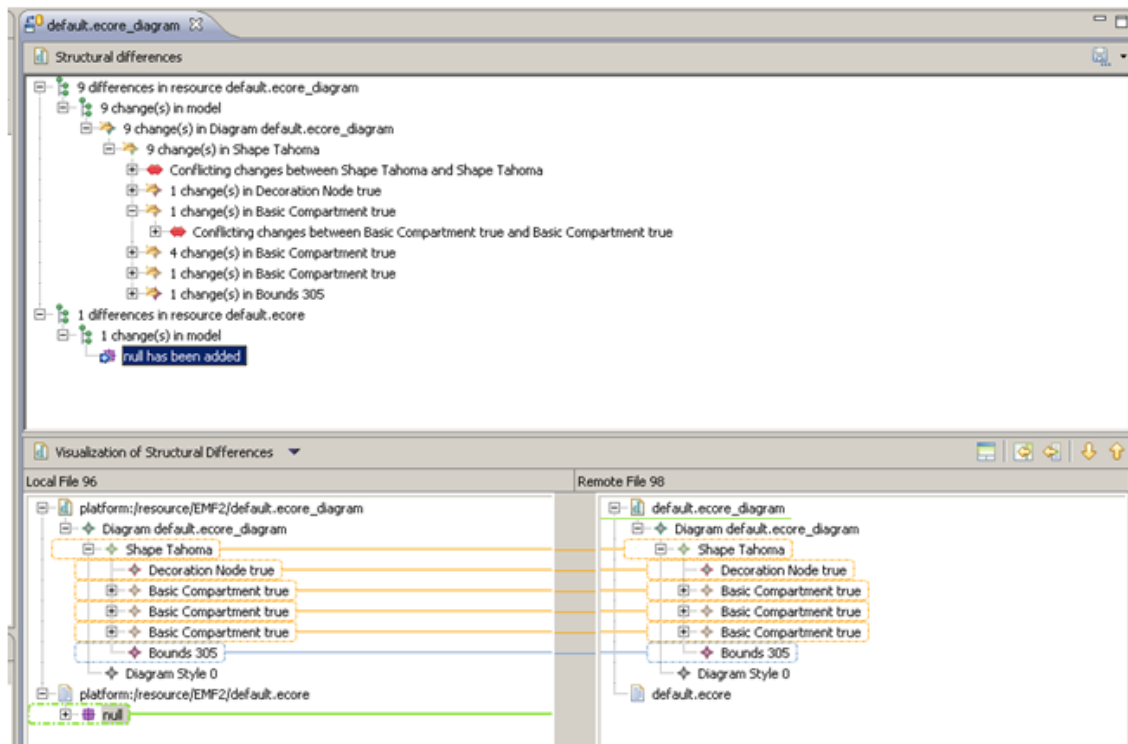 default.ecore_diagram
Structural differences
9 differences in resource default.ecore_diagram
9 change(s) in model
9 change(s) in Diagram default.ecore_diagram
9 change(s) in Shape Tahoma
Conflicting changes between Shape Tahoma and Shape Tahoma
1 change(s) in Decoration Node true
1 change(s) in Basic Compartment true
Conflicting changes between Basic Compartment true and Basic Compartment true
4 change(s) in Basic Compartment true
1 change(s) in Basic Compartment true
1 change(s) in Bounds 305
1 differences in resource default.ecore
1 change(s) in model
null has been added
Visualization of Structural Differences
Local File 96
platform:/resource/EMF2/default.ecore_diagram
Diagram default.ecore_diagram
Shape Tahoma
Decoration Node true
Basic Compartment true
Basic Compartment true
Basic Compartment true
Bounds 305
Diagram Style 0
platform:/resource/EMF2/default.ecore
null
Remote File 98
default.ecore_diagram
Diagram default.ecore_diagram
Shape Tahoma
Decoration Node true
Basic Compartment true
Basic Compartment true
Basic Compartment true
Bounds 305
Diagram Style 0
default.ecore